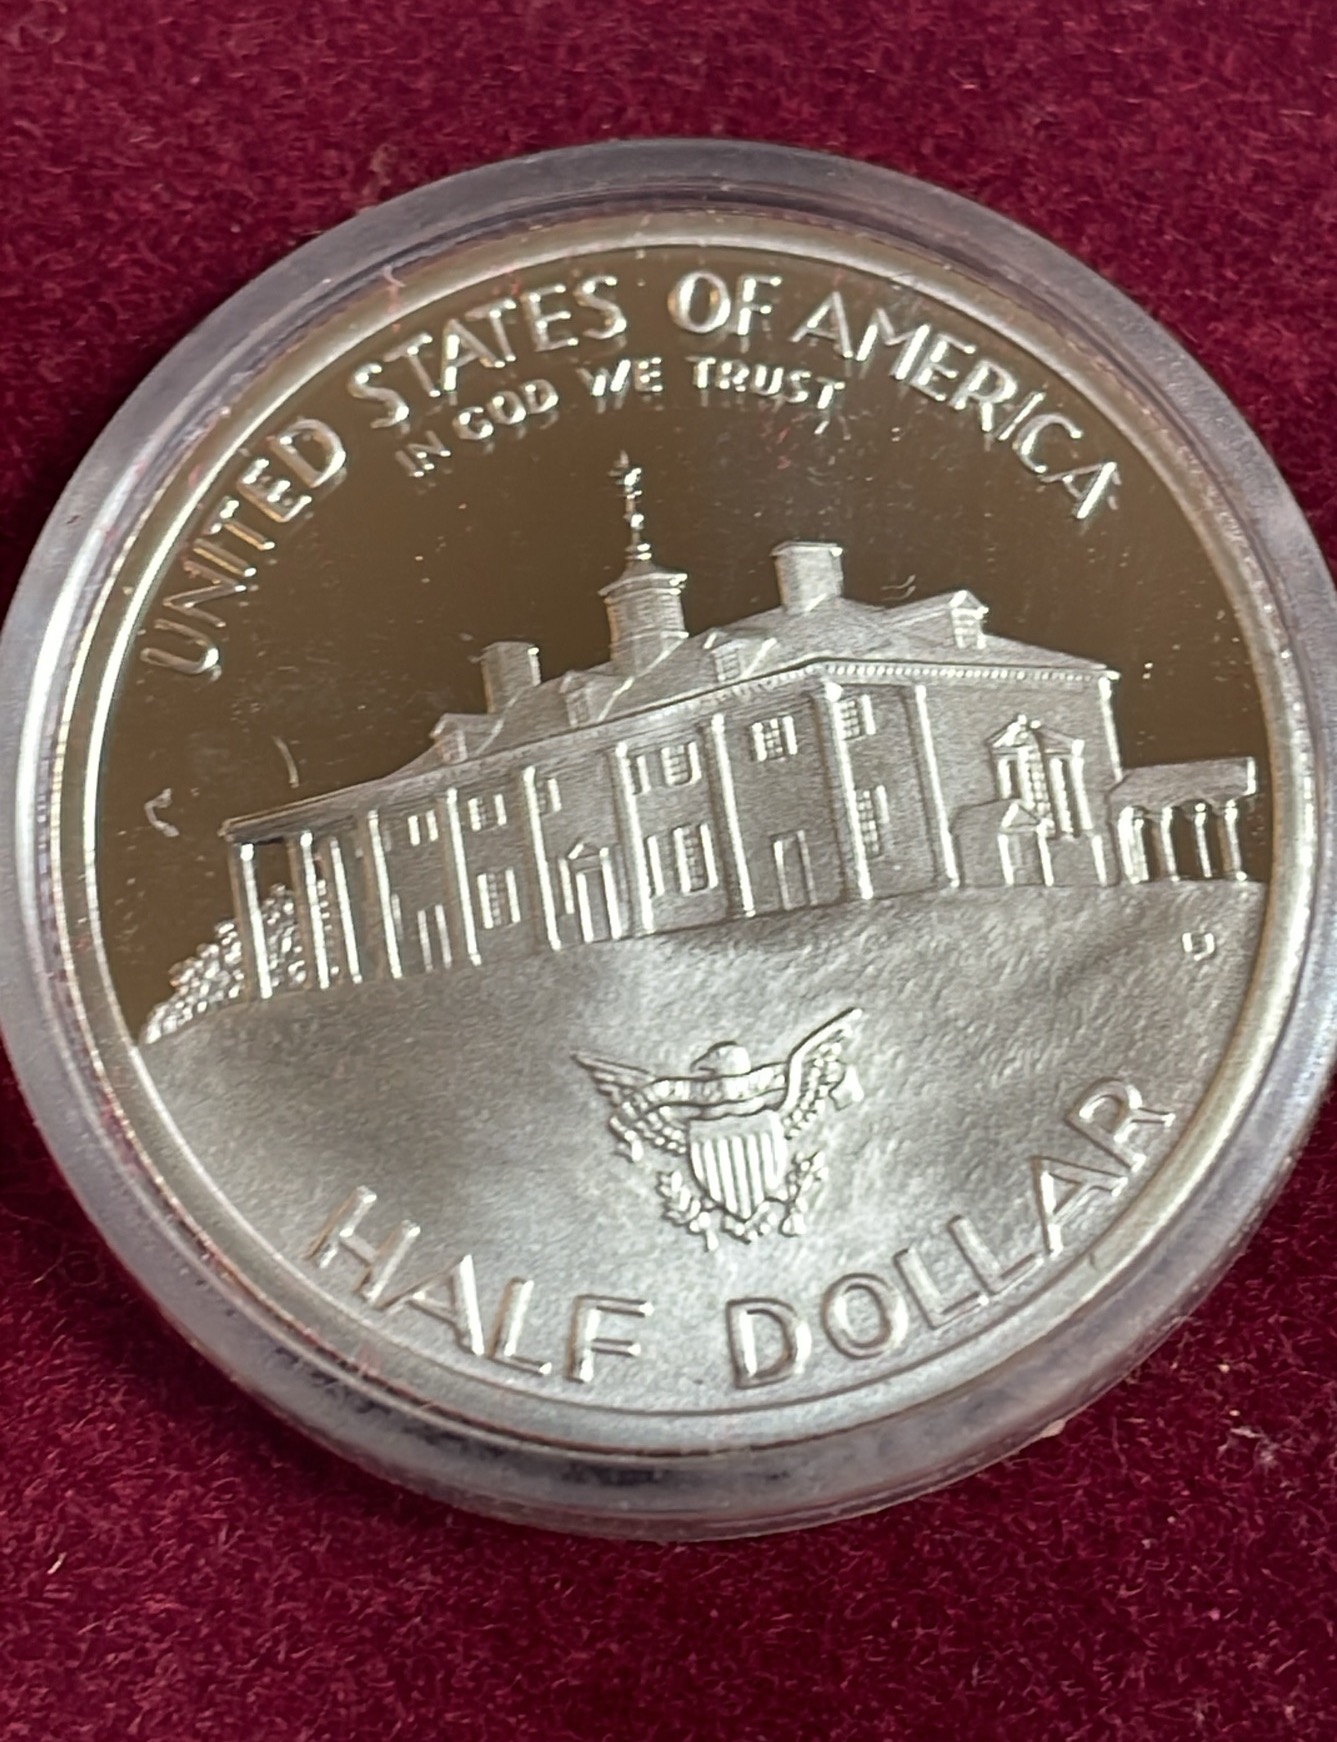 UNITED STATES OF AMERICA
IN GOD WE TRUST
HALF DOLLAR